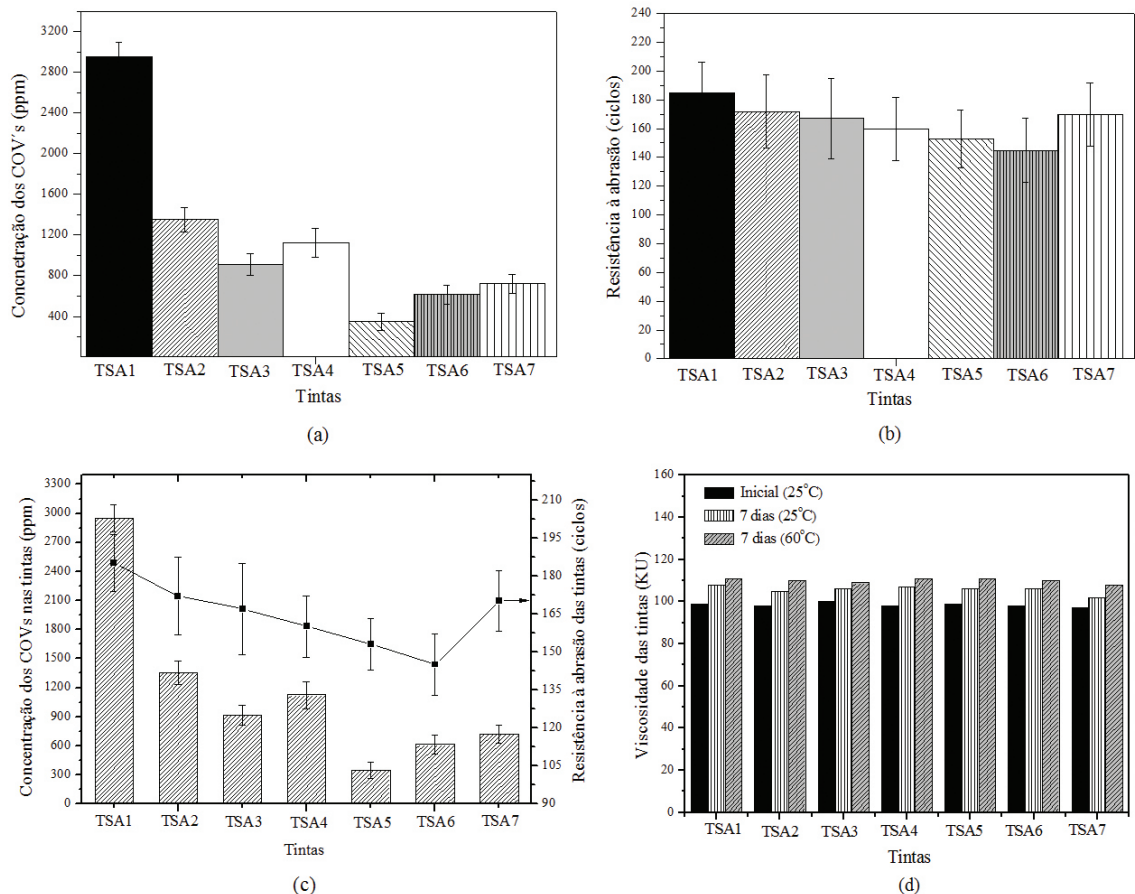 Concnetração dos COV´s (ppm)
3200
2800
2400
2000
1600
1200
800
400
TSA1 TSA2 TSA3 TSA4 TSA5 TSA6 TSA7
Tintas
(a)
Resistência à abrasão (ciclos)
240
220
200
180
160
140
120
100
80
60
40
20
0
TSA1 TSA2 TSA3 TSA4 TSA5 TSA6 TSA7
Tintas
(b)
Concentração dos COVs nas tintas (ppm)
3300
3000
2700
2400
2100
1800
1500
1200
900
600
300
0
TSA1 TSA2 TSA3 TSA4 TSA5 TSA6 TSA7
Tintas
210
195
180
165
150
135
120
105
90
Resistência à abrasão das tintas (ciclos)
(c)
Viscosidade das tintas (KU)
160
140
120
100
80
60
40
20
0
Inicial (25°C)
7 dias (25°C)
7 dias (60°C)
TSA1 TSA2 TSA3 TSA4 TSA5 TSA6 TSA7
Tintas
(d)